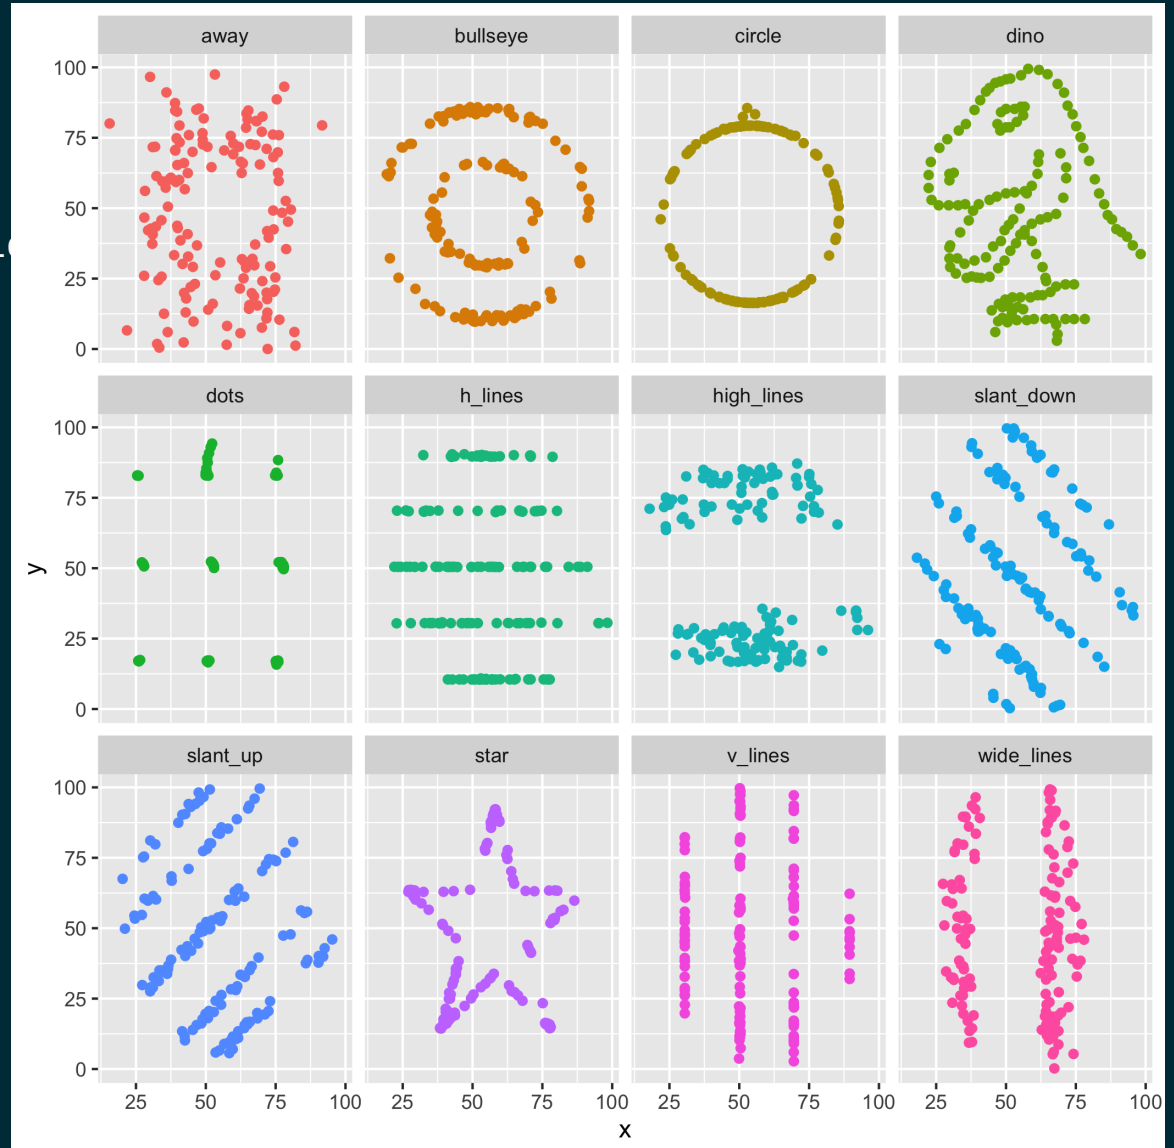 away bullseye circle dino
100
75
50
25
0
dots h_lines high_lines slant_down
100
75
50
25
0
y
slant_up star v_lines wide_lines
100
75
50
25
0
25 50 75 100 25 50 75 100 25 50 75 100 25 50 75 100
x